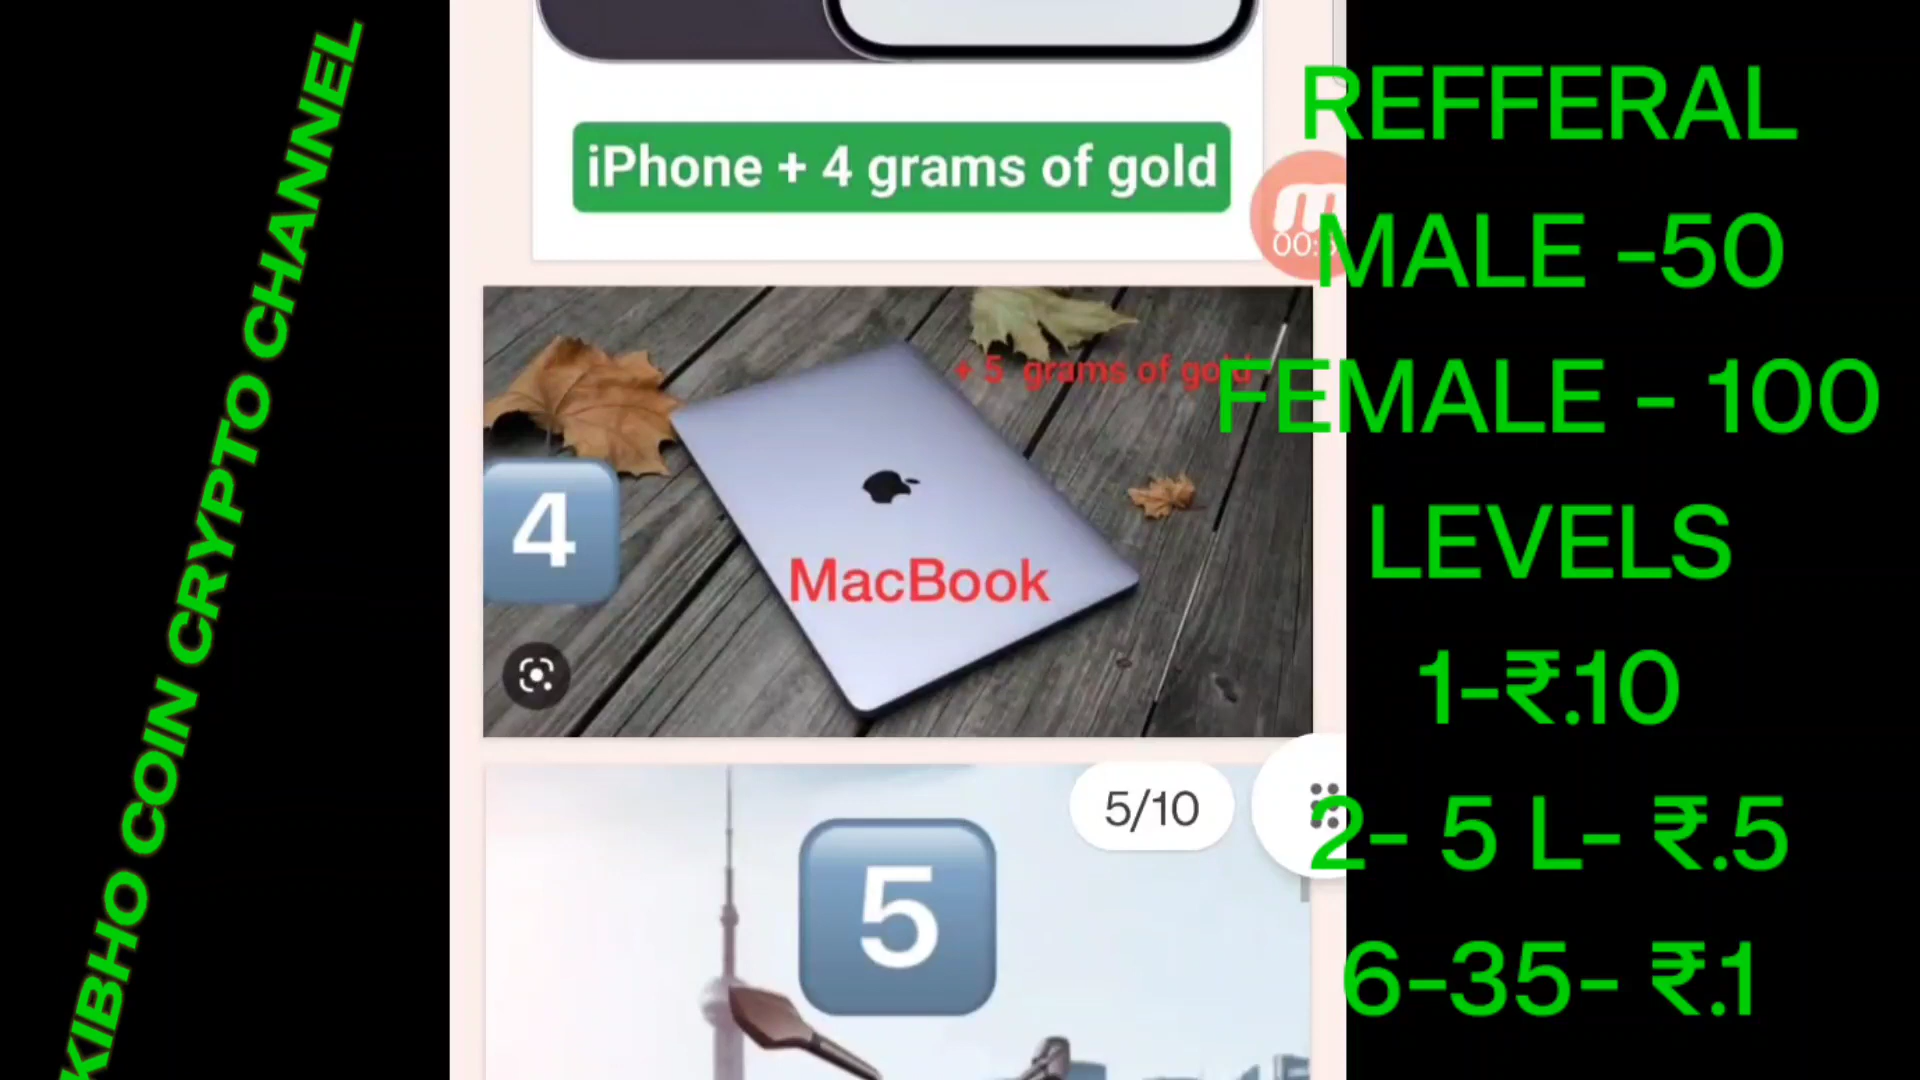 KIBHO COIN CRYPTO CHANNEL
iPhone + 4 grams of gold
00:
+ 5 grams of gold
4
MacBook
5/10
5
REFFERAL
MALE -50
FEMALE - 100
LEVELS
1-₹.10
2- 5 L- ₹.5
6-35- ₹.1